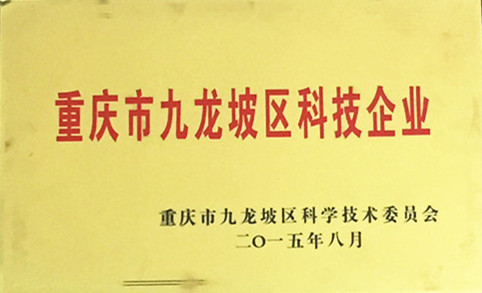 重庆市九龙坡区科技企业
重庆市九龙坡区科学技术委员会
二〇一五年八月